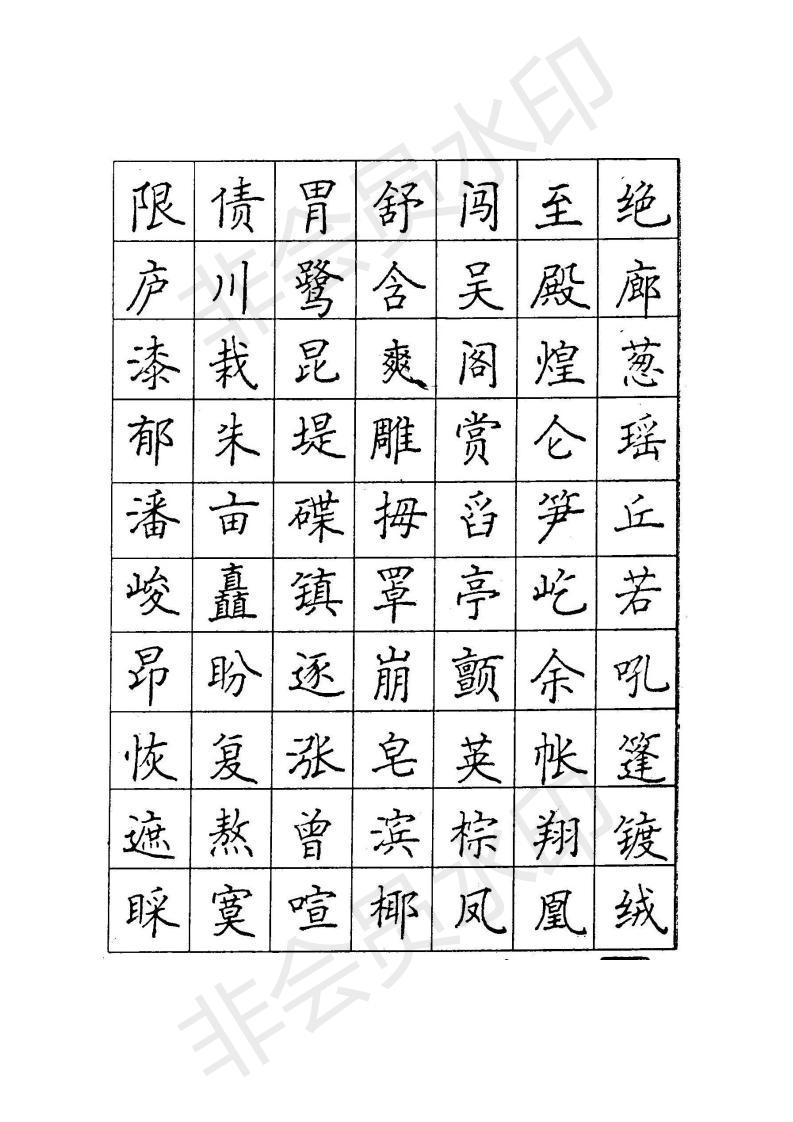 非会员水印
限 债 胃 舒 闯 至 绝
庐 川 鹭 含 吴 殿 廊
漆 栽 昆 爽 阁 煌 葱
郁 朱 堤 雕 赏 仑 瑶
潘 亩 碟 拇 舀 笋 丘
峻 矗 镇 罩 亭 屹 若
昂 盼 逐 崩 颤 余 吼
恢 复 涨 皂 英 帐 篷
遮 熬 曾 滨 棕 翔 镀
睬 寞 喧 椰 凤 凰 绒
非会员水印